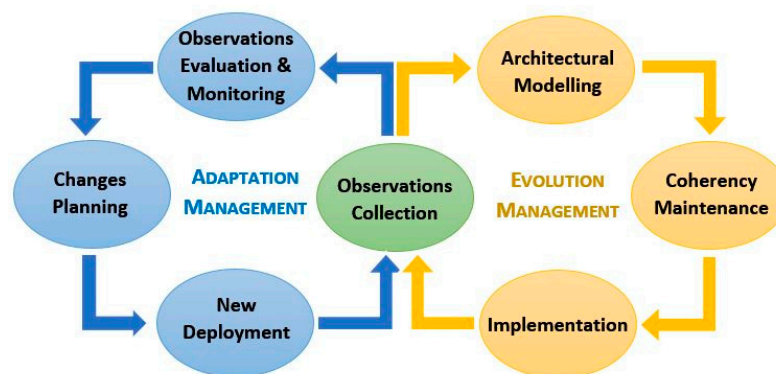 Observations
Evaluation &
Monitoring
Architectural
Modelling
Changes
Planning
ADAPTATION
MANAGEMENT
Observations
Collection
EVOLUTION
MANAGEMENT
Coherency
Maintenance
New
Deployment
Implementation